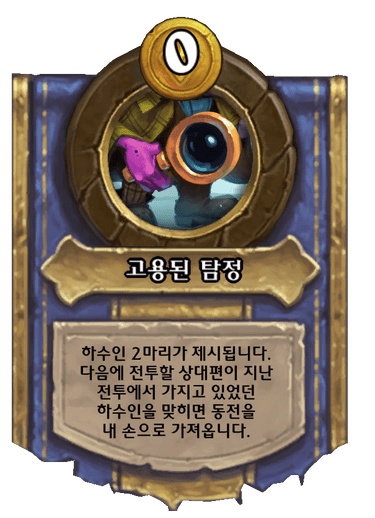 0
고용된 탐정
하수인 2마리가 제시됩니다.
다음에 전투할 상대편이 지난
전투에서 가지고 있었던
하수인을 맞히면 동전을
내 손으로 가져옵니다.